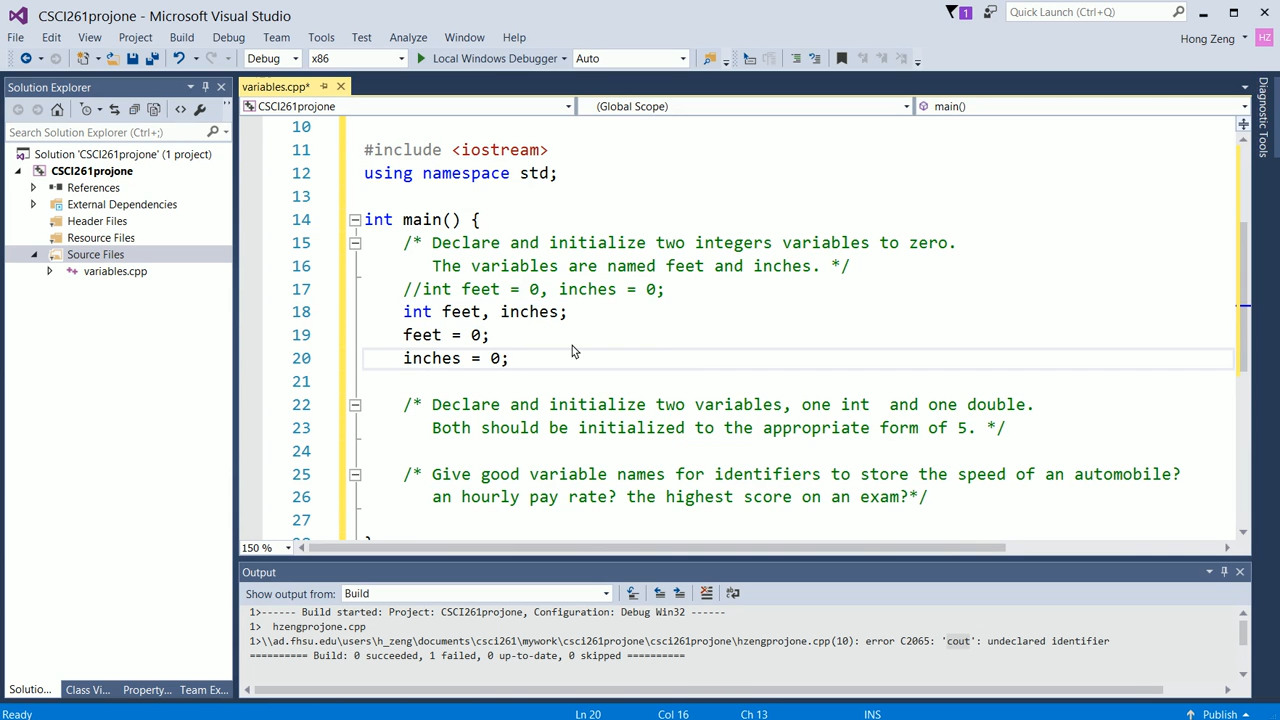 CSCI261projone - Microsoft Visual Studio
1
Quick Launch (Ctrl+Q)
File Edit View Project Build Debug Team Tools Test Analyze Window Help
Hong Zeng HZ
Debug x86 Local Windows Debugger Auto
Solution Explorer
Search Solution Explorer (Ctrl+;)
Solution 'CSCI261projone' (1 project)
CSCI261projone
References
External Dependencies
Header Files
Resource Files
Source Files
variables.cpp
Solutio... Class Vi... Property... Team Ex...
variables.cpp*
CSCI261projone (Global Scope) main()
10
11 #include <iostream>
12 using namespace std;
13
14 int main() {
15 /* Declare and initialize two integers variables to zero.
16 The variables are named feet and inches. */
17 //int feet = 0, inches = 0;
18 int feet, inches;
19 feet = 0;
20 inches = 0;
21
22 /* Declare and initialize two variables, one int  and one double.
23 Both should be initialized to the appropriate form of 5. */
24
25 /* Give good variable names for identifiers to store the speed of an automobile?
26 an hourly pay rate? the highest score on an exam?*/
27
150 %
Output
Show output from: Build
1>------ Build started: Project: CSCI261projone, Configuration: Debug Win32 ------
1>  hzengprojone.cpp
1>\\ad.fhsu.edu\users\h_zeng\documents\csci261\mywork\csci261projone\csci261projone\hzengprojone.cpp(10): error C2065: 'cout': undeclared identifier
========== Build: 0 succeeded, 1 failed, 0 up-to-date, 0 skipped ==========
Diagnostic Tools
Ready Ln 20 Col 16 Ch 13 INS Publish